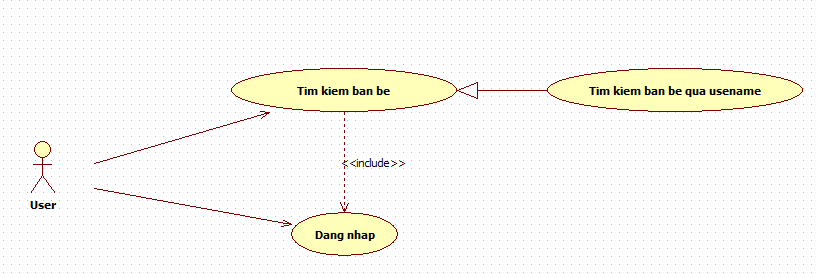 Tim kiem ban be
Tim kiem ban be qua usename
<<include>>
User
Dang nhap